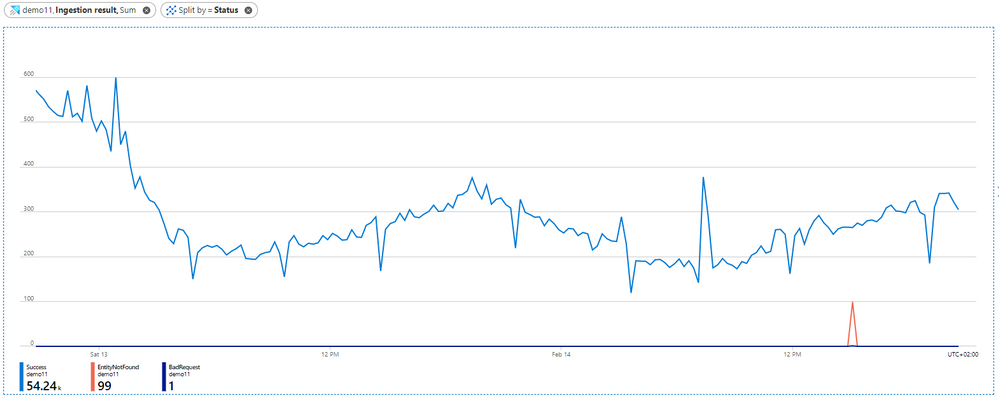 demo11, Ingestion result, Sum
Split by = Status
600
500
400
300
200
100
0
Sat 13
12 PM
Feb 14
12 PM
UTC+02:00
Success
demo11
54.24 k
EntityNotFound
demo11
99
BadRequest
demo11
1